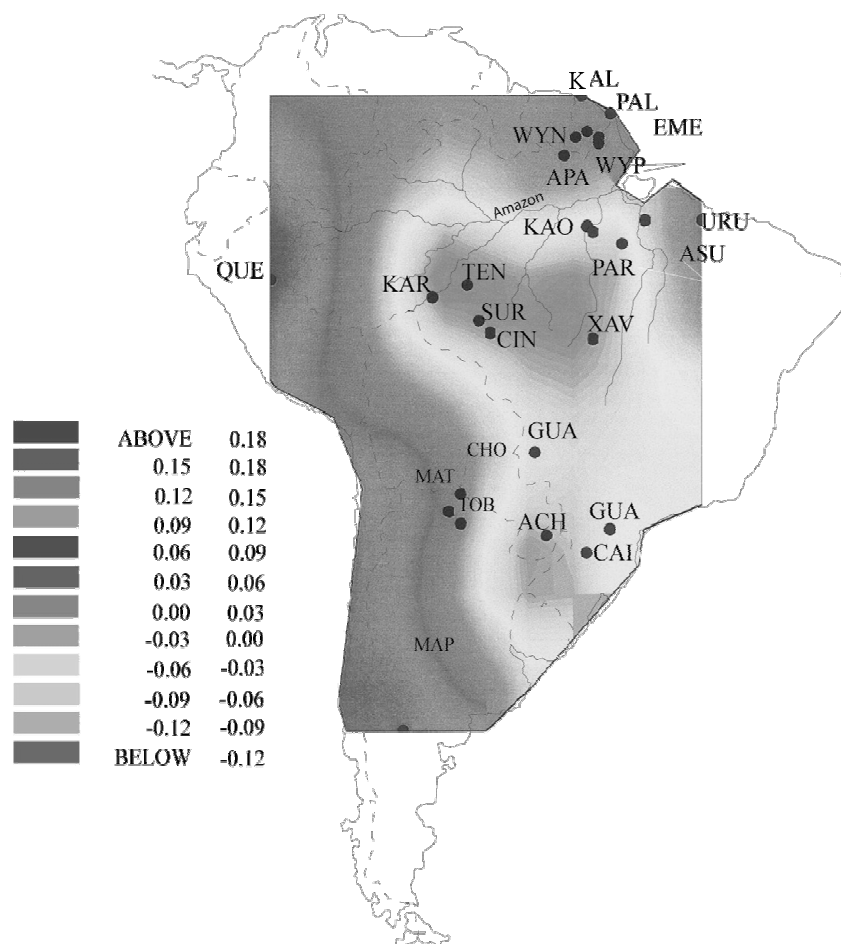 KAL
PAL
WYN
EME
APA
WYP
Amazon
KAO
URU
PAR
ASU
QUE
KAR
TEN
SUR
CIN
XAV
GUA
CHO
MAT
TOB
ACH
GUA
CAI
MAP
ABOVE 0.18
0.15 0.18
0.12 0.15
0.09 0.12
0.06 0.09
0.03 0.06
0.00 0.03
-0.03 0.00
-0.06 -0.03
-0.09 -0.06
-0.12 -0.09
BELOW -0.12